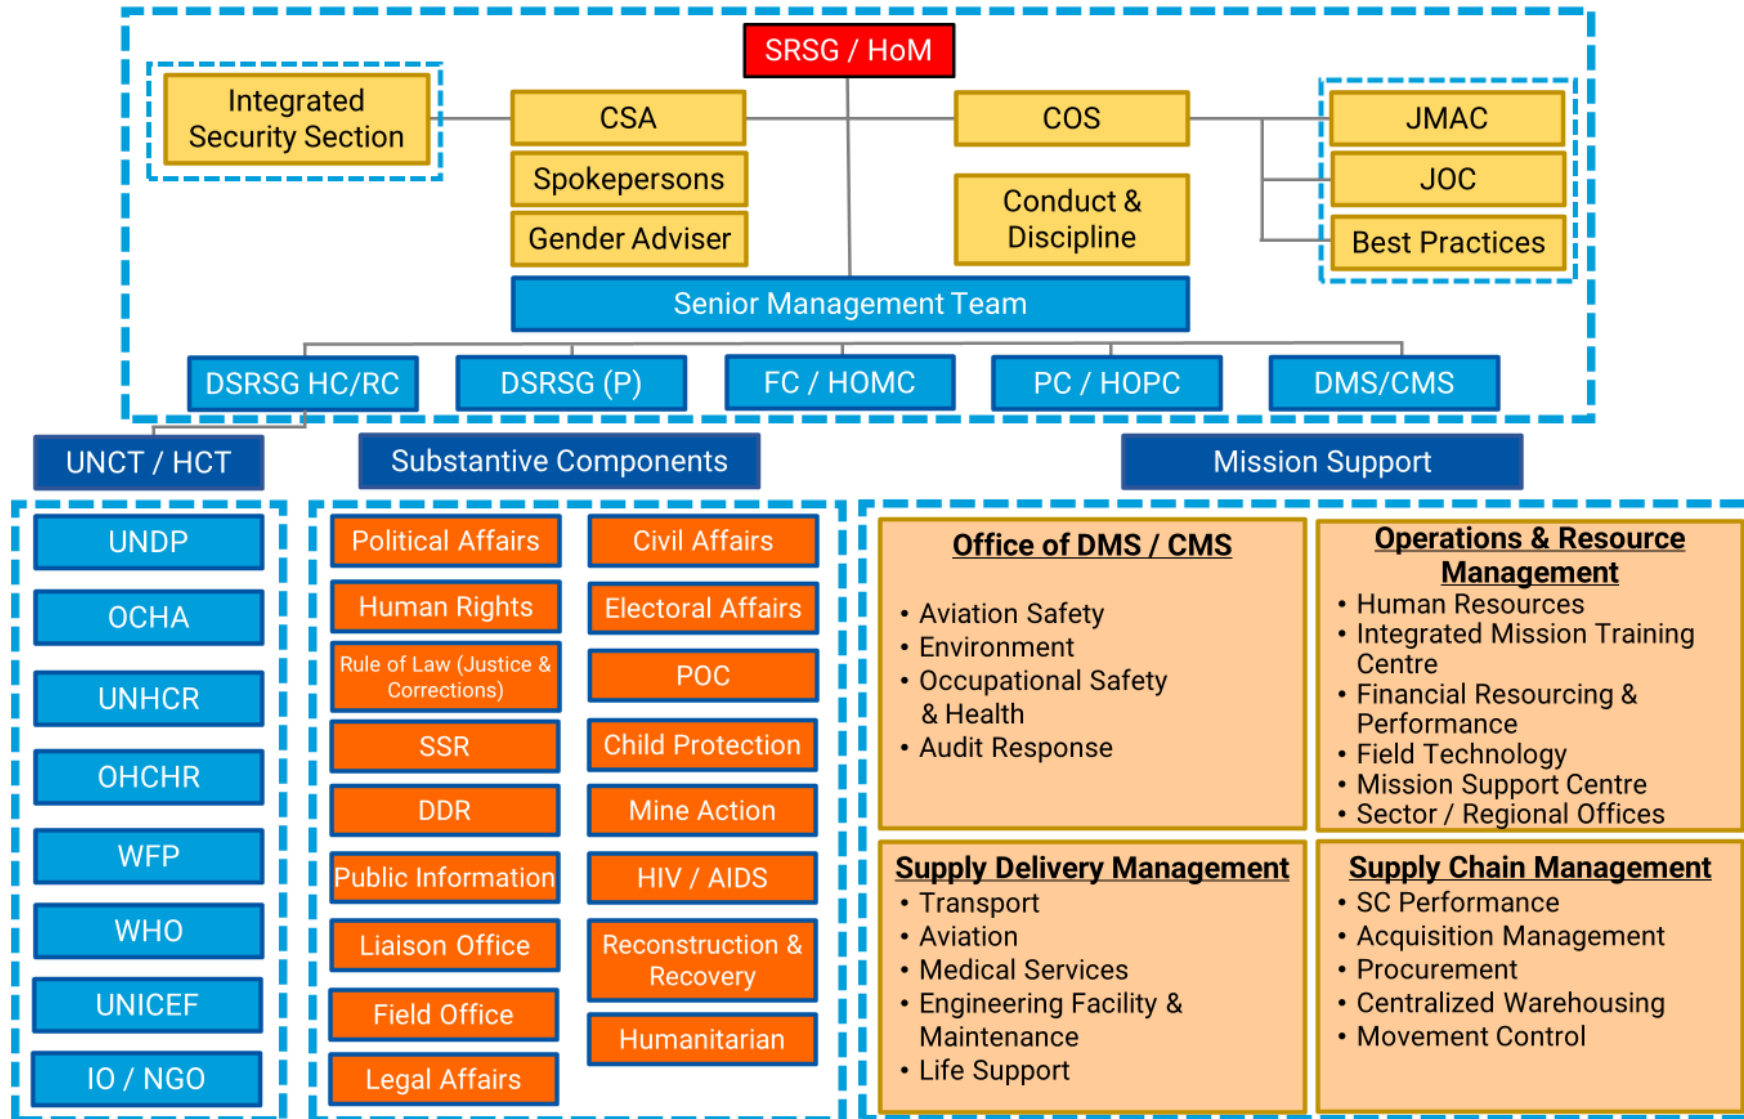 SRSG / HoM
Integrated
Security Section
CSA
COS
JMAC
Spokepersons
Conduct &
Discipline
JOC
Gender Adviser
Best Practices
Senior Management Team
DSRSG HC/RC
DSRSG (P)
FC / HOMC
PC / HOPC
DMS/CMS
UNCT / HCT
Substantive Components
Mission Support
UNDP
OCHA
UNHCR
OHCHR
WFP
WHO
UNICEF
IO / NGO
Political Affairs
Human Rights
Rule of Law (Justice &
Corrections)
SSR
DDR
Public Information
Liaison Office
Field Office
Legal Affairs
Civil Affairs
Electoral Affairs
POC
Child Protection
Mine Action
HIV / AIDS
Reconstruction &
Recovery
Humanitarian
Office of DMS / CMS
• Aviation Safety
• Environment
• Occupational Safety
& Health
• Audit Response
Operations & Resource
Management
• Human Resources
• Integrated Mission Training
Centre
• Financial Resourcing &
Performance
• Field Technology
• Mission Support Centre
• Sector / Regional Offices
Supply Delivery Management
• Transport
• Aviation
• Medical Services
• Engineering Facility &
Maintenance
• Life Support
Supply Chain Management
• SC Performance
• Acquisition Management
• Procurement
• Centralized Warehousing
• Movement Control